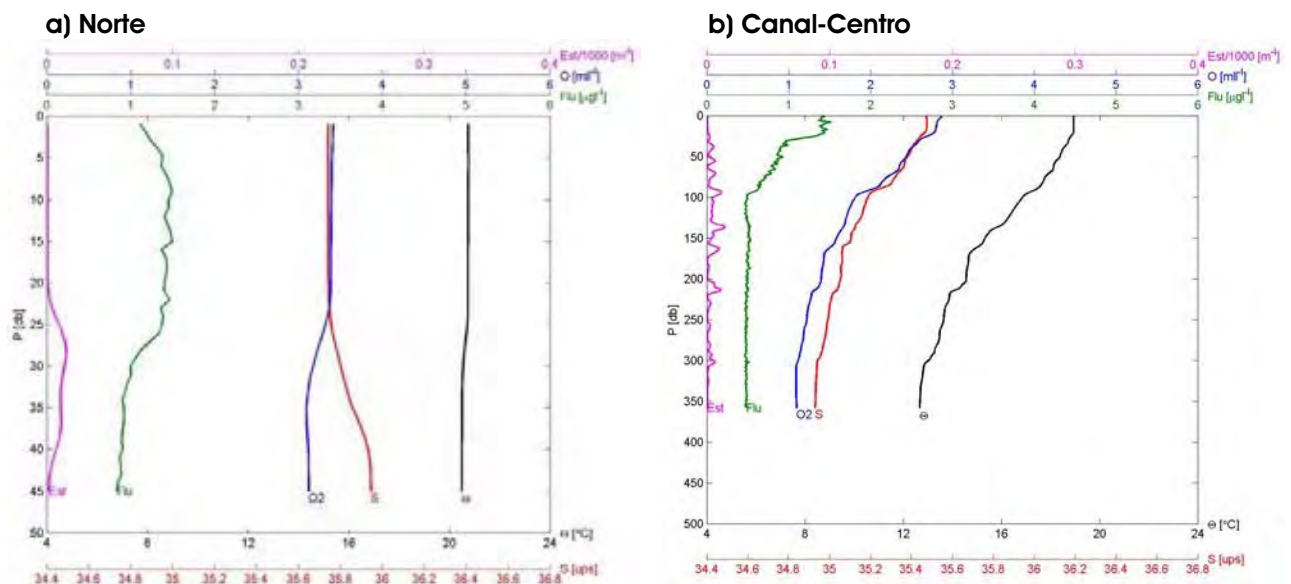 a) Norte
0 0.1 0.2 0.3 0.4 Est/1000 [m⁻¹]
0 1 2 3 4 5 6 O [mll⁻¹]
0 1 2 3 4 5 6 Flu [µgl⁻¹]
0
5
10
15
20
25
30
35
40
45
50
P [db]
Est Flu O2 S Θ
4 8 12 16 20 24 Θ [°C]
34.4 34.6 34.8 35 35.2 35.4 35.6 35.8 36 36.2 36.4 36.6 36.8 S [ups]
b) Canal-Centro
0 0.1 0.2 0.3 0.4 Est/1000 [m⁻¹]
0 1 2 3 4 5 6 O [mll⁻¹]
0 1 2 3 4 5 6 Flu [µgl⁻¹]
0
50
100
150
200
250
300
350
400
450
500
P [db]
Est Flu O2 S Θ
4 8 12 16 20 24 Θ [°C]
34.4 34.6 34.8 35 35.2 35.4 35.6 35.8 36 36.2 36.4 36.6 36.8 S [ups]